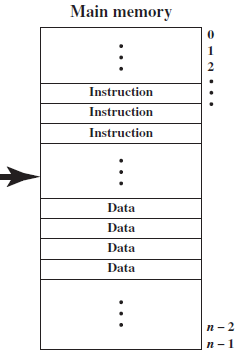 Main memory
0
1
2
Instruction
Instruction
Instruction
Data
Data
Data
Data
n – 2
n – 1